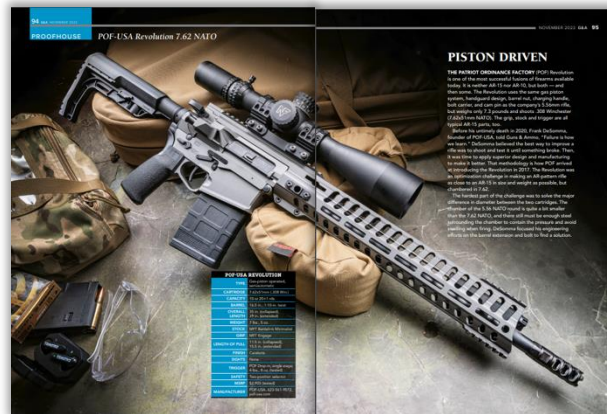 94 G&A NOVEMBER 2022
PROOFHOUSE
POF-USA Revolution 7.62 NATO
NOVEMBER 2022 G&A 95
PISTON DRIVEN
THE PATRIOT ORDINANCE FACTORY (POF) Revolution
is one of the most successful fusions of firearms available
today. It is neither AR-15 nor AR-10, but both — and
then some. The Revolution uses the same gas piston
system, handguard design, barrel nut, charging handle,
bolt carrier, and cam pin as the company's 5.56mm rifle,
but weighs only 7.3 pounds and shoots .308 Winchester
(7.62x51mm NATO). The grip, stock and trigger are all
typical AR-15 parts, too.
Before his untimely death in 2020, Frank DeSomma,
founder of POF-USA, told Guns & Ammo, "Failure is how
we learn." DeSomma believed the best way to improve a
rifle was to shoot and test it until something broke. Then,
it was time to apply superior design and manufacturing
to make it better. That methodology is how POF arrived
at introducing the Revolution in 2017. The Revolution was
an optimization challenge in making an AR-pattern rifle
as close to an AR-15 in size and weight as possible, but
chambered in 7.62.
The hardest part of the challenge was to solve the major
difference in diameter between the two cartridges. The
chamber of the 5.56 NATO round is quite a bit smaller
than the 7.62 NATO, and there still must be enough steel
surrounding the chamber to contain the pressure and avoid
swelling when firing. DeSomma focused his engineering
efforts on the barrel extension and bolt to find a solution.
POF-USA REVOLUTION
TYPE
CARTRIDGE
CAPACITY
BARREL
OVERALL LENGTH
WEIGHT
STOCK
GRIP
LENGTH OF PULL
FINISH
SIGHTS None
TRIGGER
SAFETY
MSRP
MANUFACTURER